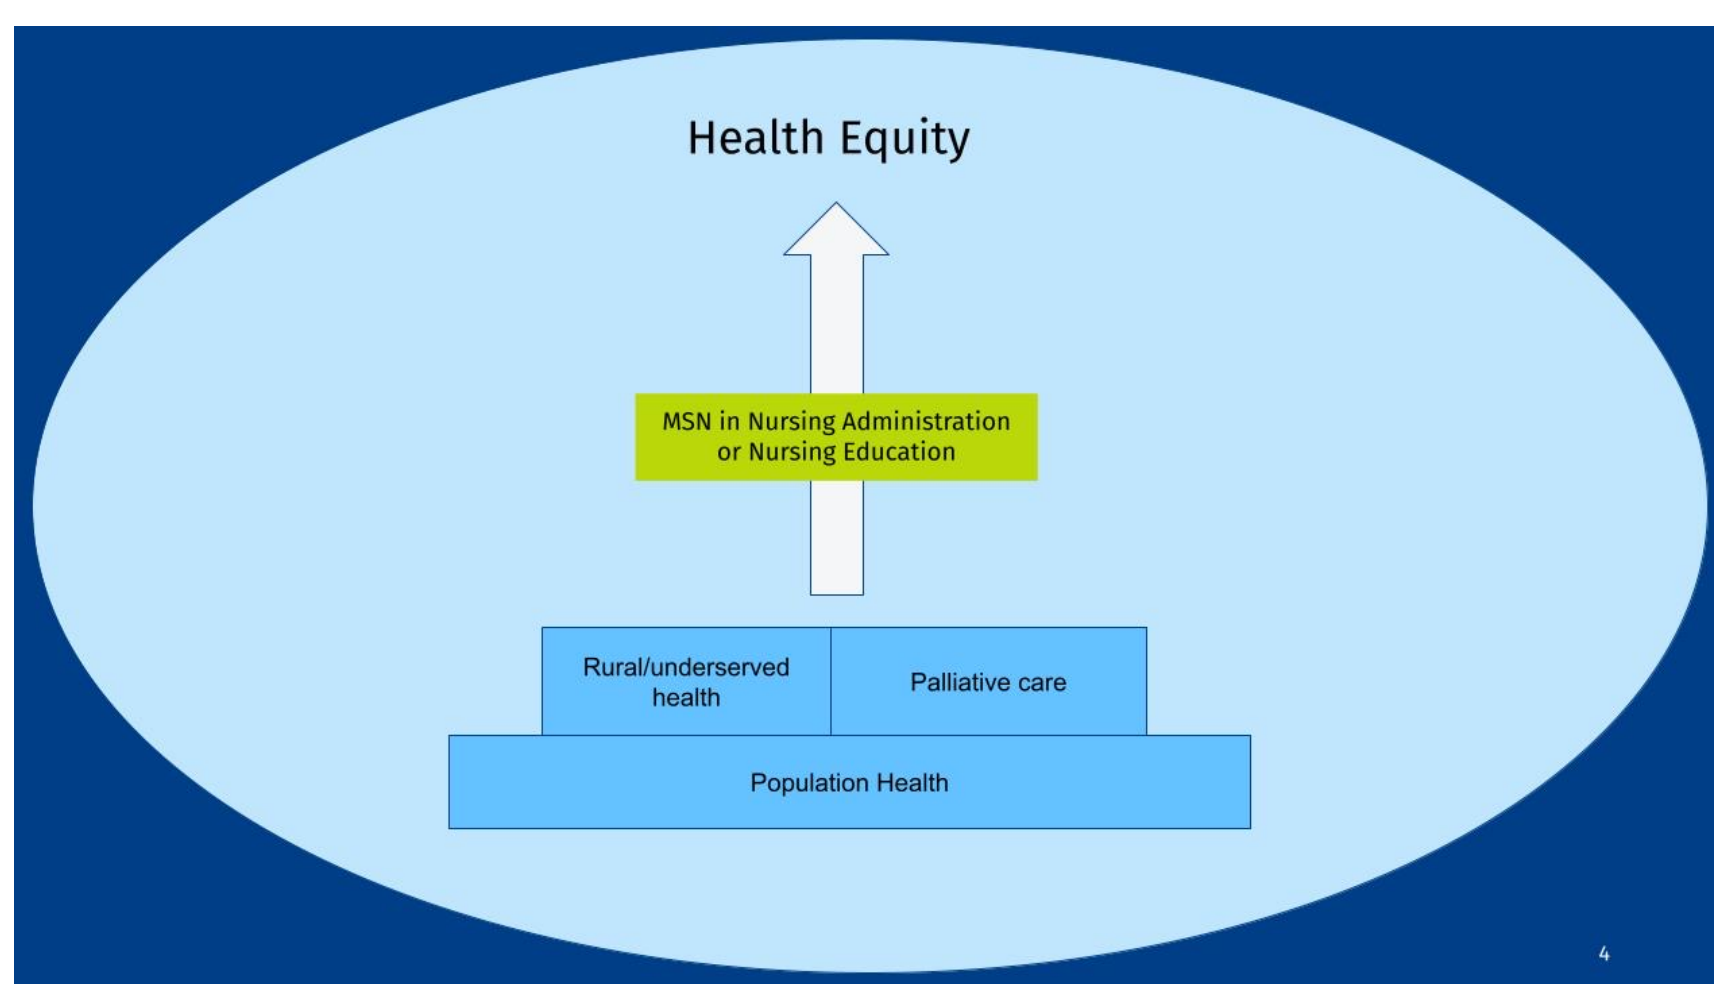 Health Equity
MSN in Nursing Administration
or Nursing Education
Rural/underserved
health
Palliative care
Population Health
4